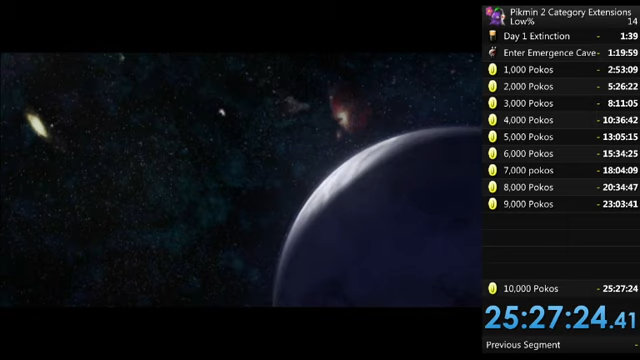 Pikmin 2 Category Extensions
Low% 14
Day 1 Extinction - 1:39
Enter Emergence Cave - 1:19:59
1,000 Pokos - 2:53:09
2,000 Pokos - 5:26:22
3,000 Pokos - 8:11:05
4,000 Pokos - 10:36:42
5,000 Pokos - 13:05:15
6,000 Pokos - 15:34:25
7,000 pokos - 18:04:09
8,000 Pokos - 20:34:47
9,000 Pokos - 23:03:41
10,000 Pokos - 25:27:24
25:27:24.41
Previous Segment -